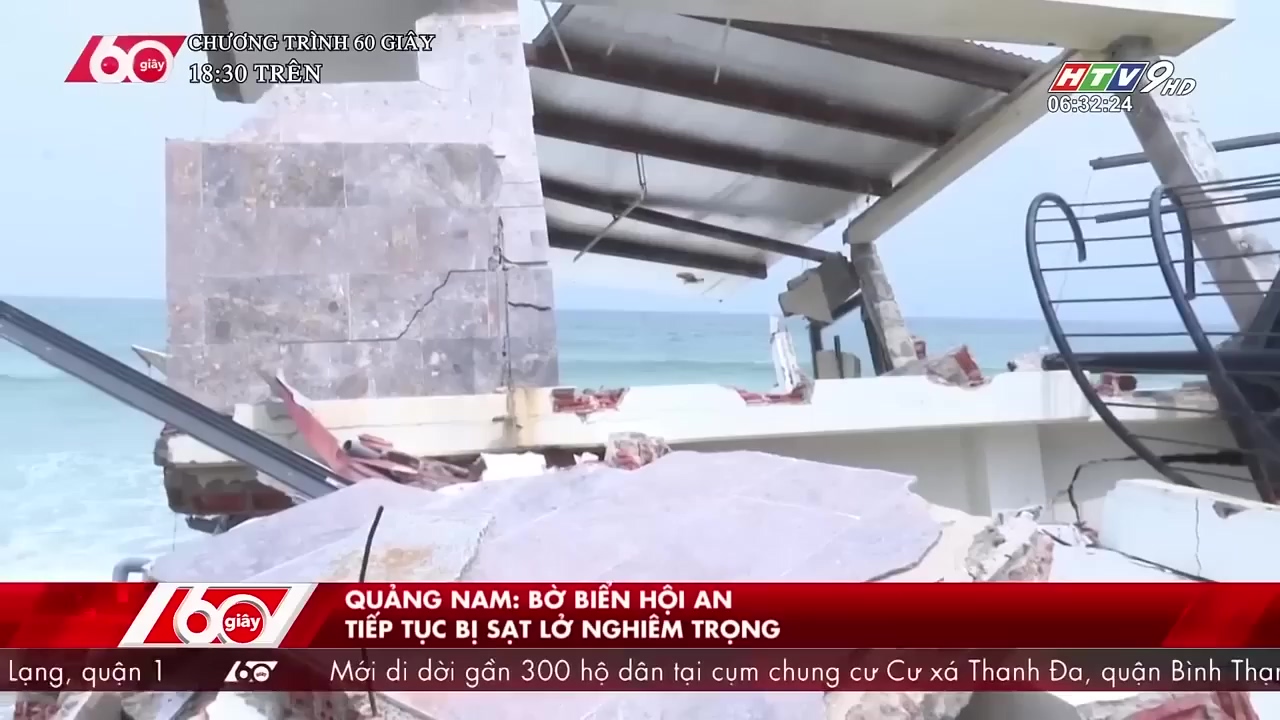 60 giây
CHƯƠNG TRÌNH 60 GIÂY
18:30 TRÊN
HTV9 HD
06:32:24
60 giây
QUẢNG NAM: BỜ BIỂN HỘI AN
TIẾP TỤC BỊ SẠT LỞ NGHIÊM TRỌNG
Lạng, quận 1 60 giây Mới di dời gần 300 hộ dân tại cụm chung cư Cư xá Thanh Đa, quận Bình Thạn